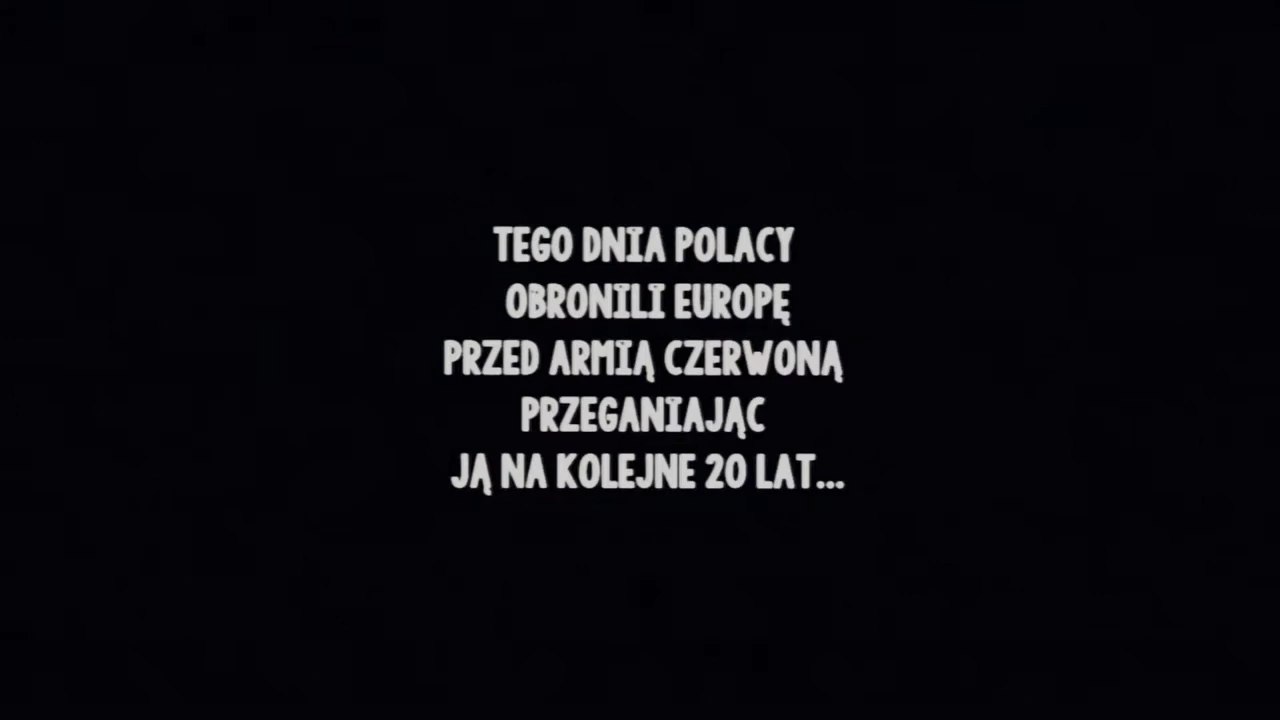 TEGO DNIA POLACY
OBRONILI EUROPĘ
PRZED ARMIĄ CZERWONĄ
PRZEGANIAJĄC
JĄ NA KOLEJNE 20 LAT...